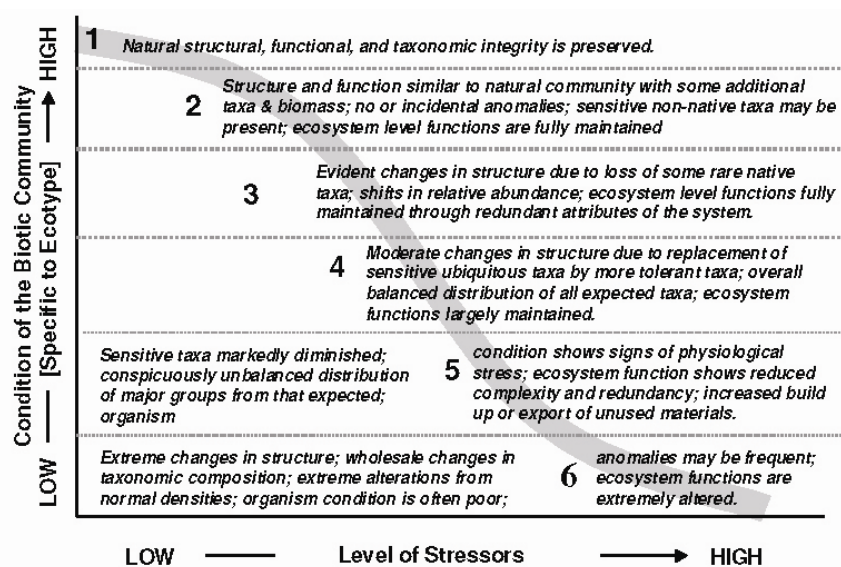 HIGH
Condition of the Biotic Community
[Specific to Ecotype]
LOW
1 Natural structural, functional, and taxonomic integrity is preserved.
2 Structure and function similar to natural community with some additional
taxa & biomass; no or incidental anomalies; sensitive non-native taxa may be
present; ecosystem level functions are fully maintained
3 Evident changes in structure due to loss of some rare native
taxa; shifts in relative abundance; ecosystem level functions fully
maintained through redundant attributes of the system.
4 Moderate changes in structure due to replacement of
sensitive ubiquitous taxa by more tolerant taxa; overall
balanced distribution of all expected taxa; ecosystem
functions largely maintained.
Sensitive taxa markedly diminished;
conspicuously unbalanced distribution
of major groups from that expected;
organism
5 condition shows signs of physiological
stress; ecosystem function shows reduced
complexity and redundancy; increased build
up or export of unused materials.
Extreme changes in structure; wholesale changes in
taxonomic composition; extreme alterations from
normal densities; organism condition is often poor;
6 anomalies may be frequent;
ecosystem functions are
extremely altered.
LOW Level of Stressors HIGH